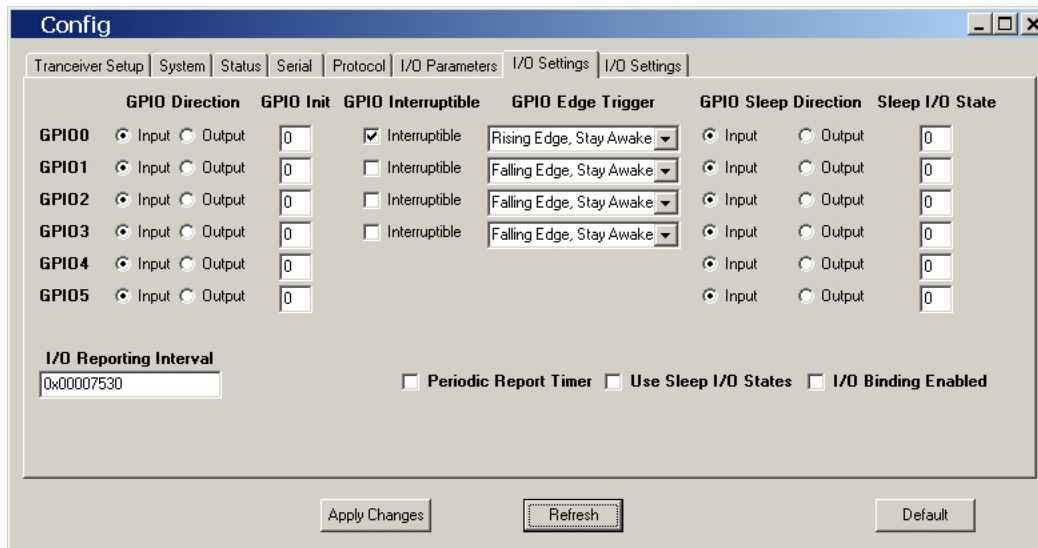 Config
Tranceiver Setup System Status Serial Protocol I/O Parameters I/O Settings I/O Settings
GPIO Direction GPIO Init GPIO Interruptible GPIO Edge Trigger GPIO Sleep Direction Sleep I/O State
GPIO0 Input Output 0 Interruptible Rising Edge, Stay Awake Input Output 0
GPIO1 Input Output 0 Interruptible Falling Edge, Stay Awake Input Output 0
GPIO2 Input Output 0 Interruptible Falling Edge, Stay Awake Input Output 0
GPIO3 Input Output 0 Interruptible Falling Edge, Stay Awake Input Output 0
GPIO4 Input Output 0 Input Output 0
GPIO5 Input Output 0 Input Output 0
I/O Reporting Interval
0x00007530 Periodic Report Timer Use Sleep I/O States I/O Binding Enabled
Apply Changes Refresh Default